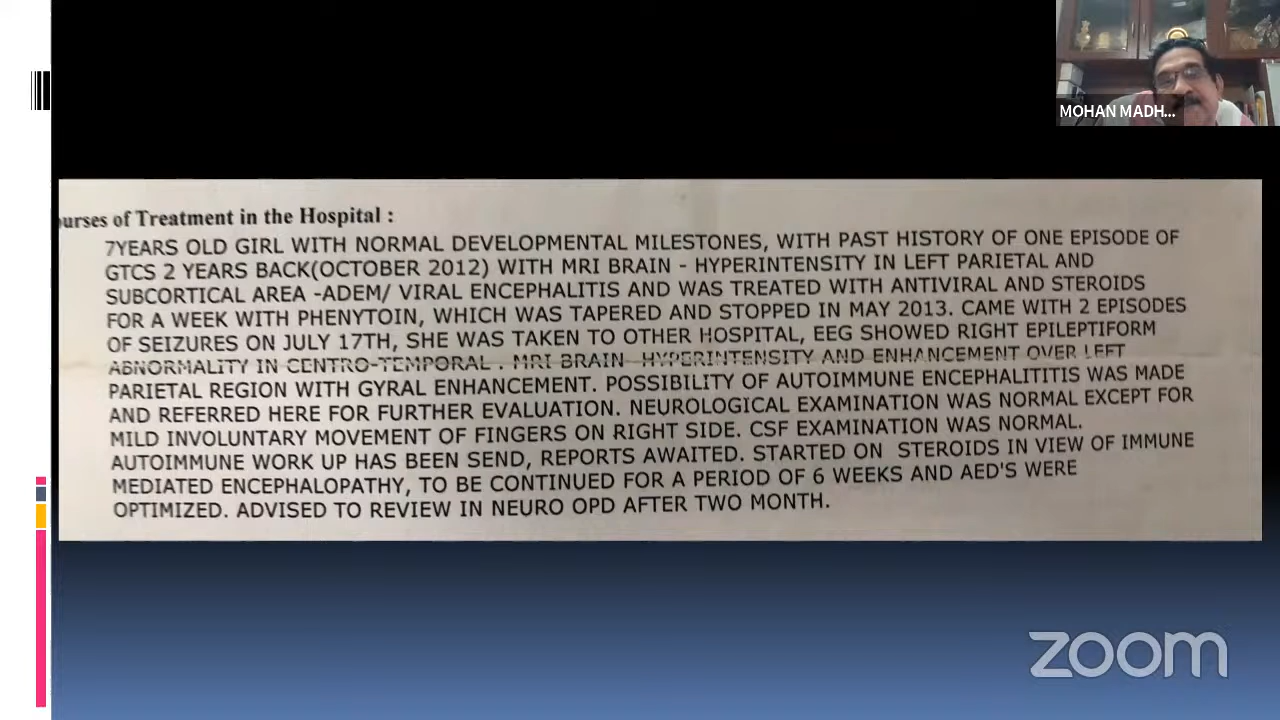 MOHAN MADH...
ourses of Treatment in the Hospital :
7YEARS OLD GIRL WITH NORMAL DEVELOPMENTAL MILESTONES, WITH PAST HISTORY OF ONE EPISODE OF
GTCS 2 YEARS BACK(OCTOBER 2012) WITH MRI BRAIN - HYPERINTENSITY IN LEFT PARIETAL AND
SUBCORTICAL AREA -ADEM/ VIRAL ENCEPHALITIS AND WAS TREATED WITH ANTIVIRAL AND STEROIDS
FOR A WEEK WITH PHENYTOIN, WHICH WAS TAPERED AND STOPPED IN MAY 2013. CAME WITH 2 EPISODES
OF SEIZURES ON JULY 17TH, SHE WAS TAKEN TO OTHER HOSPITAL, EEG SHOWED RIGHT EPILEPTIFORM
ABNORMALITY IN CENTRO-TEMPORAL . MRI BRAIN HYPERINTENSITY AND ENHANCEMENT OVER LEFT
PARIETAL REGION WITH GYRAL ENHANCEMENT. POSSIBILITY OF AUTOIMMUNE ENCEPHALITITIS WAS MADE
AND REFERRED HERE FOR FURTHER EVALUATION. NEUROLOGICAL EXAMINATION WAS NORMAL EXCEPT FOR
MILD INVOLUNTARY MOVEMENT OF FINGERS ON RIGHT SIDE. CSF EXAMINATION WAS NORMAL.
AUTOIMMUNE WORK UP HAS BEEN SEND, REPORTS AWAITED. STARTED ON STEROIDS IN VIEW OF IMMUNE
MEDIATED ENCEPHALOPATHY, TO BE CONTINUED FOR A PERIOD OF 6 WEEKS AND AED'S WERE
OPTIMIZED. ADVISED TO REVIEW IN NEURO OPD AFTER TWO MONTH.
zoom